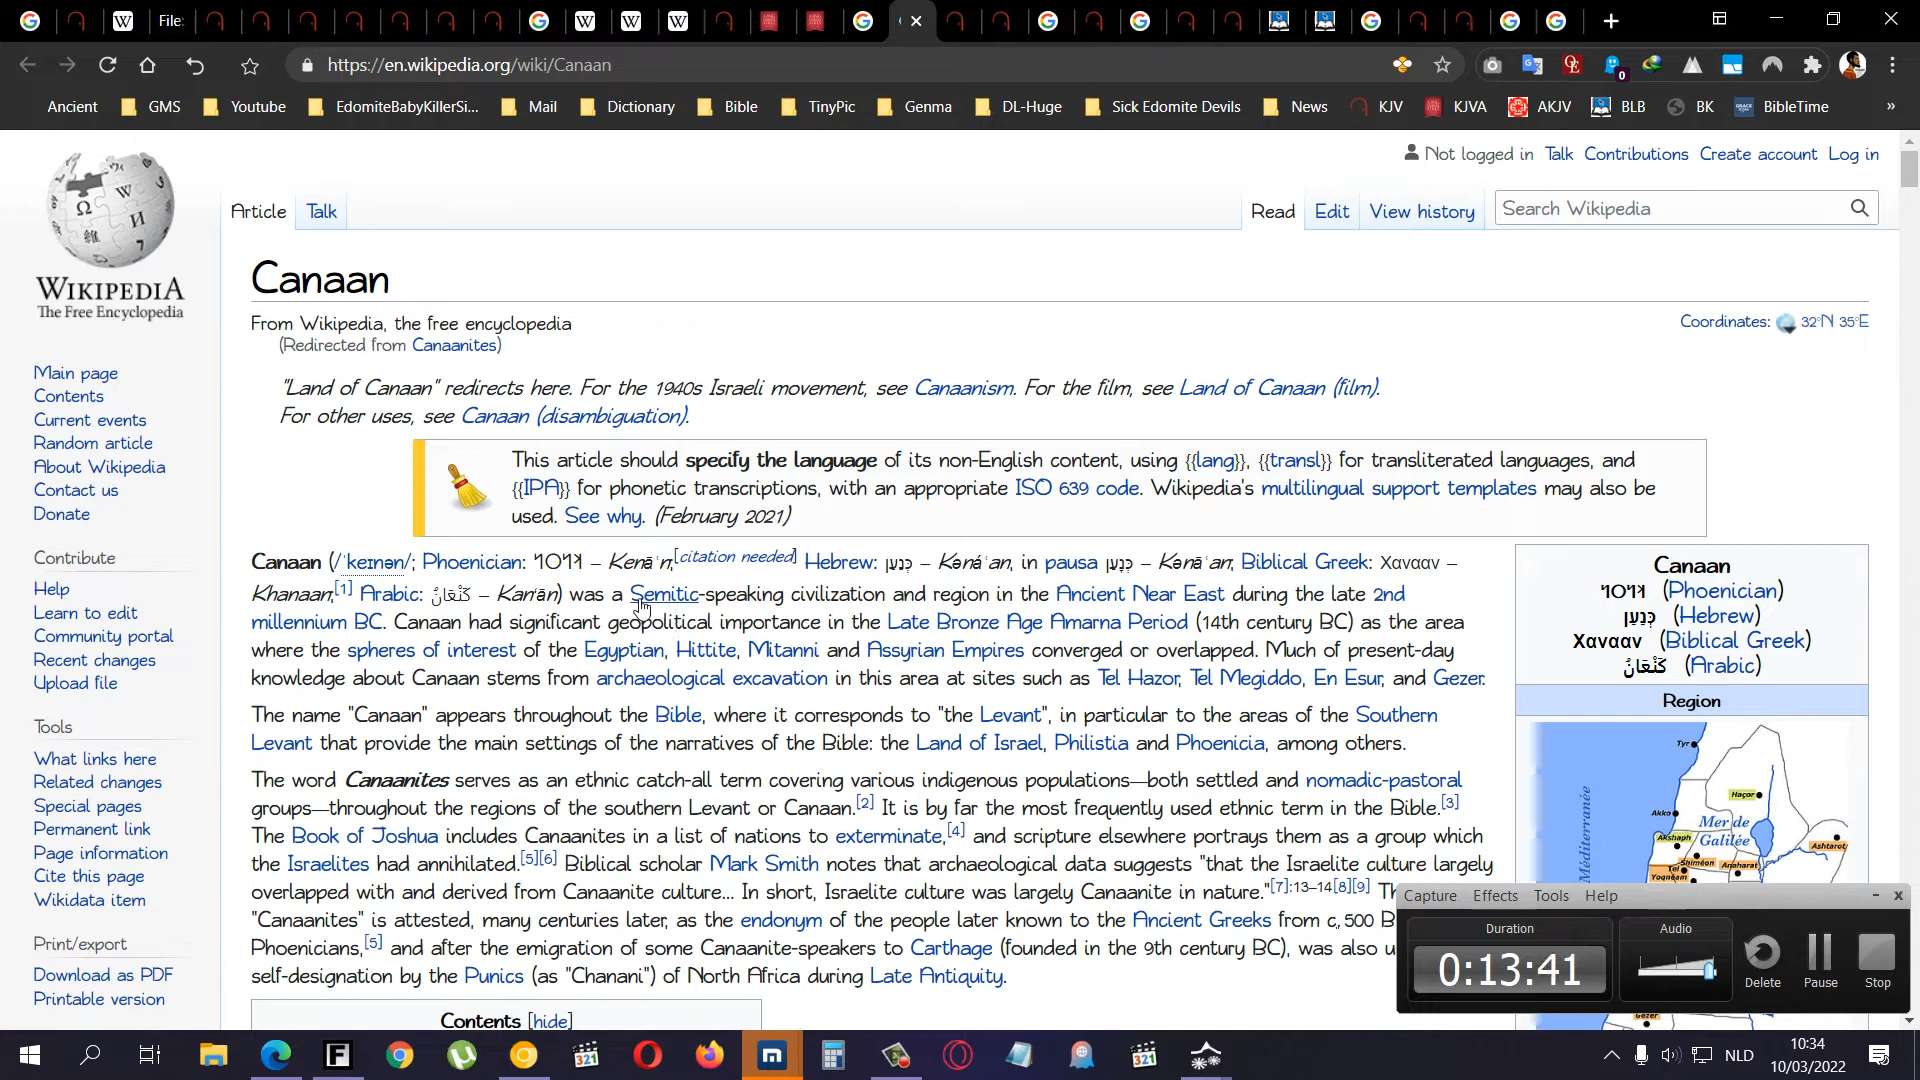 File:
https://en.wikipedia.org/wiki/Canaan
0
Ancient GMS Youtube EdomiteBabyKillerSi... Mail Dictionary Bible TinyPic Genma DL-Huge Sick Edomite Devils News KJV KJVA AKJV BLB BK BibleTime »
Not logged in Talk Contributions Create account Log in
Article Talk Read Edit View history Search Wikipedia
WIKIPEDIA
The Free Encyclopedia
Main page
Contents
Current events
Random article
About Wikipedia
Contact us
Donate
Contribute
Help
Learn to edit
Community portal
Recent changes
Upload file
Tools
What links here
Related changes
Special pages
Permanent link
Page information
Cite this page
Wikidata item
Print/export
Download as PDF
Printable version
Canaan
From Wikipedia, the free encyclopedia
Coordinates: 32°N 35°E
(Redirected from Canaanites)
"Land of Canaan" redirects here. For the 1940s Israeli movement, see Canaanism. For the film, see Land of Canaan (film).
For other uses, see Canaan (disambiguation).
This article should specify the language of its non-English content, using {{lang}}, {{transl}} for transliterated languages, and
{{IPA}} for phonetic transcriptions, with an appropriate ISO 639 code. Wikipedia's multilingual support templates may also be
used. See why. (February 2021)
Canaan (/ˈkeɪnən/; Phoenician: 𐤊𐤍𐤏𐤍 – Kenāʿn;[citation needed] Hebrew: כְּנַעַן – Kənáʿan, in pausa כְּנָעַן – Kənāʿan; Biblical Greek: Χανααν –
Khanaan;[1] Arabic: كَنْعَانُ – Kan'ān) was a Semitic-speaking civilization and region in the Ancient Near East during the late 2nd
millennium BC. Canaan had significant geopolitical importance in the Late Bronze Age Amarna Period (14th century BC) as the area
where the spheres of interest of the Egyptian, Hittite, Mitanni and Assyrian Empires converged or overlapped. Much of present-day
knowledge about Canaan stems from archaeological excavation in this area at sites such as Tel Hazor, Tel Megiddo, En Esur, and Gezer.
The name "Canaan" appears throughout the Bible, where it corresponds to "the Levant", in particular to the areas of the Southern
Levant that provide the main settings of the narratives of the Bible: the Land of Israel, Philistia and Phoenicia, among others.
The word Canaanites serves as an ethnic catch-all term covering various indigenous populations—both settled and nomadic-pastoral
groups—throughout the regions of the southern Levant or Canaan.[2] It is by far the most frequently used ethnic term in the Bible.[3]
The Book of Joshua includes Canaanites in a list of nations to exterminate,[4] and scripture elsewhere portrays them as a group which
the Israelites had annihilated.[5][6] Biblical scholar Mark Smith notes that archaeological data suggests "that the Israelite culture largely
overlapped with and derived from Canaanite culture... In short, Israelite culture was largely Canaanite in nature."[7]:13–14[8][9] Th
"Canaanites" is attested, many centuries later, as the endonym of the people later known to the Ancient Greeks from c. 500 B
Phoenicians,[5] and after the emigration of some Canaanite-speakers to Carthage (founded in the 9th century BC), was also u
self-designation by the Punics (as "Chanani") of North Africa during Late Antiquity.
Contents [hide]
Canaan
𐤊𐤍𐤏𐤍 (Phoenician)
כְּנַעַן (Hebrew)
Χανααν (Biblical Greek)
كَنْعَانُ (Arabic)
Region
Tyr
Haçor
Akko
Mer de
Galilée
Akshaph
Ashtarot
Méditerranée
Shiméon
Anaharat
Tel
Yoqneam
Gezer
Capture Effects Tools Help
Duration Audio
0:13:41
Delete Pause Stop
NLD
10:34
10/03/2022